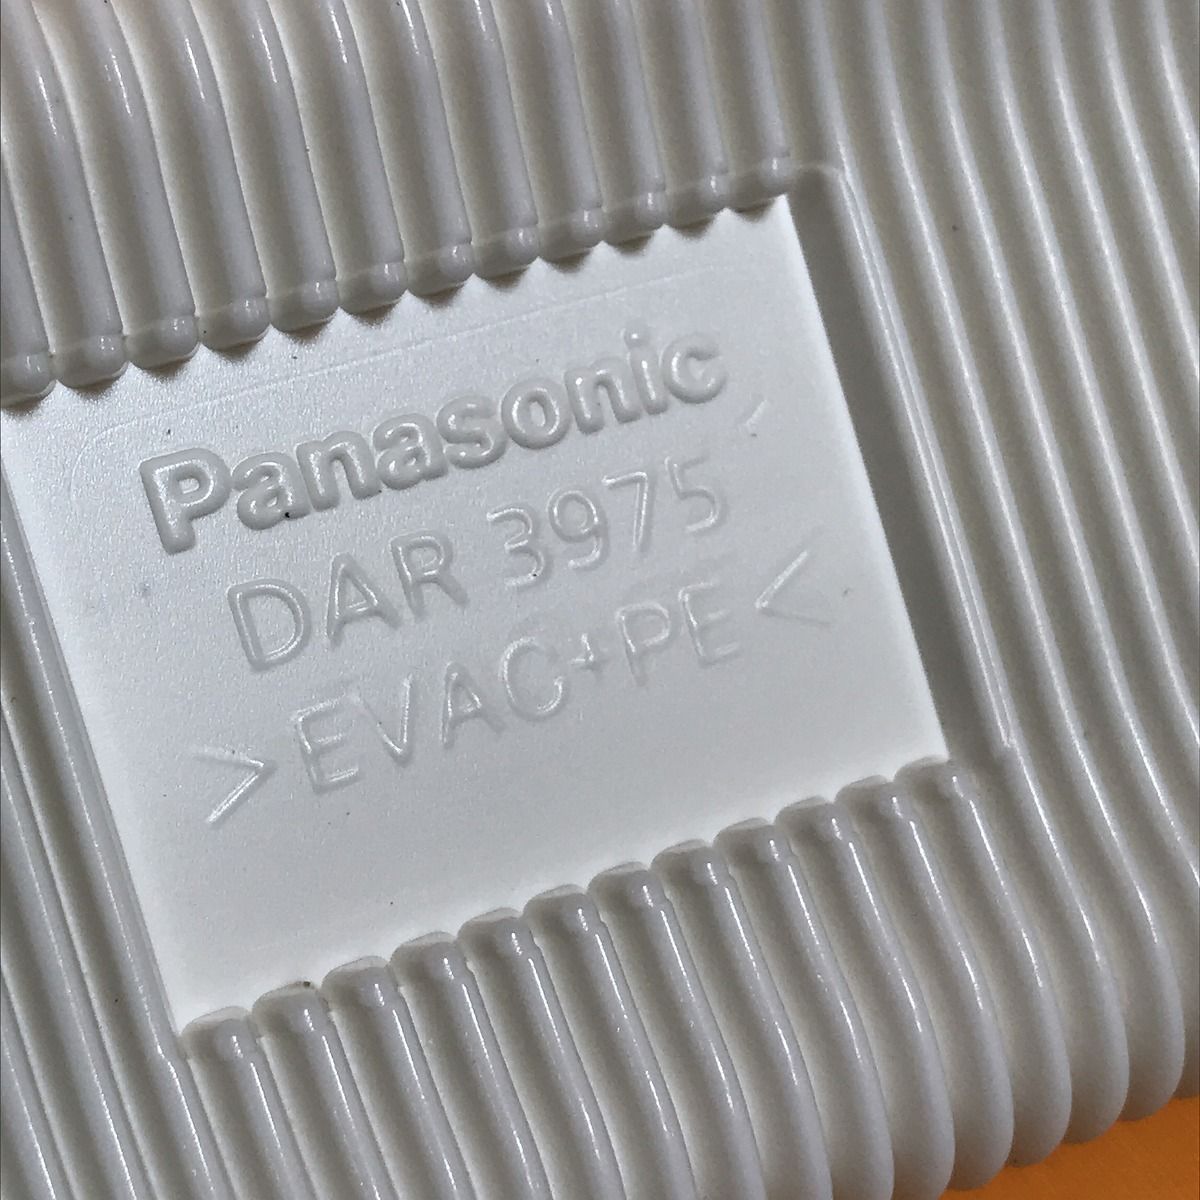 Panasonic
DAR 3975
>EVAC+PE<